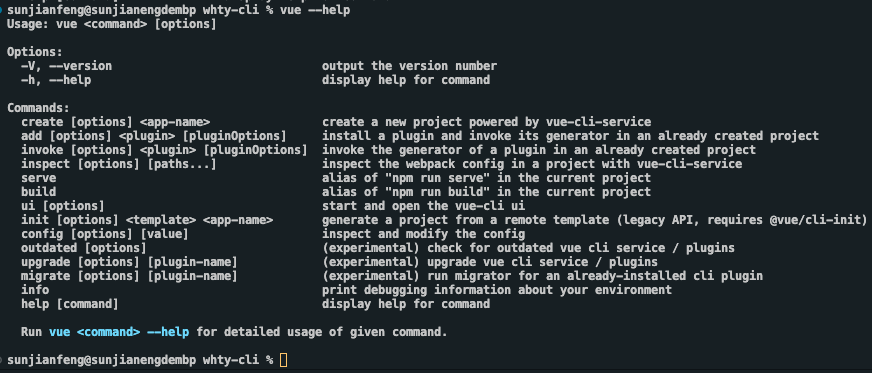 sunjianfeng@sunjianengdembp whty-cli % vue --help
Usage: vue <command> [options]
Options:
-V, --version output the version number
-h, --help display help for command
Commands:
create [options] <app-name> create a new project powered by vue-cli-service
add [options] <plugin> [pluginOptions] install a plugin and invoke its generator in an already created project
invoke [options] <plugin> [pluginOptions] invoke the generator of a plugin in an already created project
inspect [options] [paths...] inspect the webpack config in a project with vue-cli-service
serve alias of "npm run serve" in the current project
build alias of "npm run build" in the current project
ui [options] start and open the vue-cli ui
init [options] <template> <app-name> generate a project from a remote template (legacy API, requires @vue/cli-init)
config [options] [value] inspect and modify the config
outdated [options] (experimental) check for outdated vue cli service / plugins
upgrade [options] [plugin-name] (experimental) upgrade vue cli service / plugins
migrate [options] [plugin-name] (experimental) run migrator for an already-installed cli plugin
info print debugging information about your environment
help [command] display help for command
Run vue <command> --help for detailed usage of given command.
sunjianfeng@sunjianengdembp whty-cli %